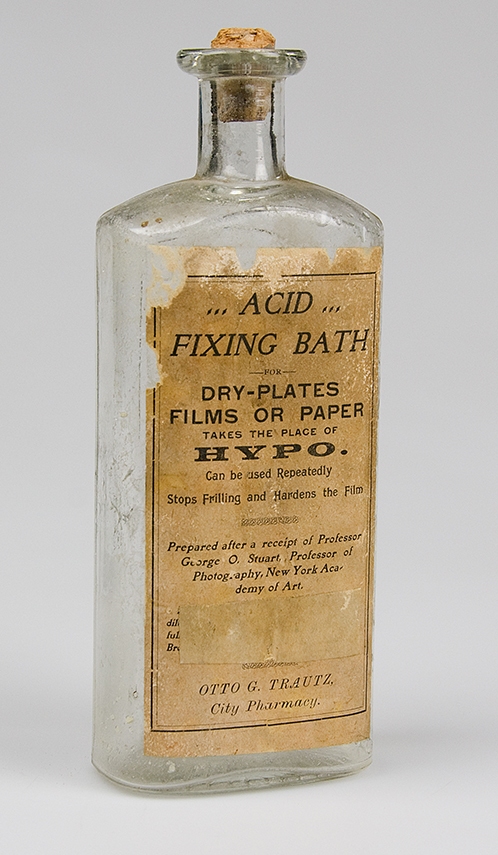 ACID
FIXING BATH
—FOR—
DRY-PLATES
FILMS OR PAPER
TAKES THE PLACE OF
HYPO.
Can be used Repeatedly
Stops Frilling and Hardens the Film
Prepared after a receipt of Professor
George O. Stuart, Professor of
Photography, New York Aca-
demy of Art.
OTTO G. TRAUTZ,
City Pharmacy.